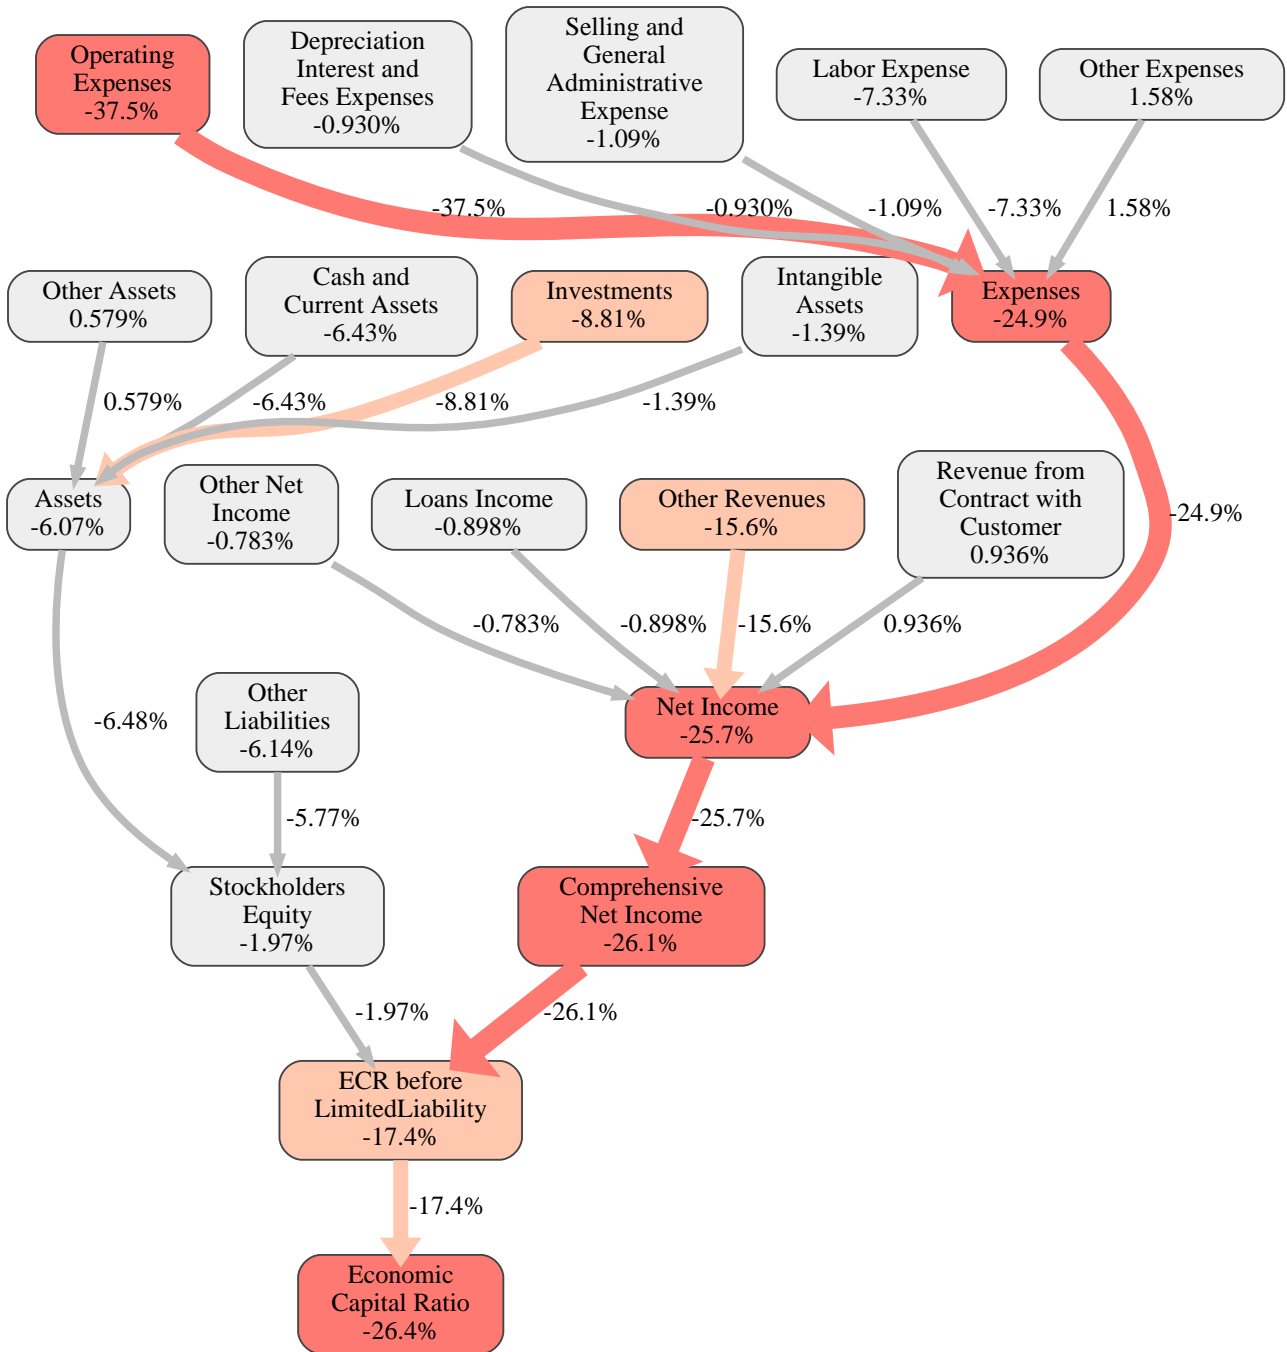 Operating
Expenses
-37.5%
Depreciation
Interest and
Fees Expenses
-0.930%
Selling and
General
Administrative
Expense
-1.09%
Labor Expense
-7.33%
Other Expenses
1.58%
-37.5%
-0.930%
-1.09%
-7.33%
1.58%
Other Assets
0.579%
Cash and
Current Assets
-6.43%
Investments
-8.81%
Intangible
Assets
-1.39%
Expenses
-24.9%
0.579%
-6.43%
-8.81%
-1.39%
Assets
-6.07%
Other Net
Income
-0.783%
Loans Income
-0.898%
Other Revenues
-15.6%
Revenue from
Contract with
Customer
0.936%
-24.9%
-0.783%
-0.898%
-15.6%
0.936%
-6.48%
Other
Liabilities
-6.14%
Net Income
-25.7%
-5.77%
-25.7%
Stockholders
Equity
-1.97%
Comprehensive
Net Income
-26.1%
-1.97%
-26.1%
ECR before
LimitedLiability
-17.4%
-17.4%
Economic
Capital Ratio
-26.4%